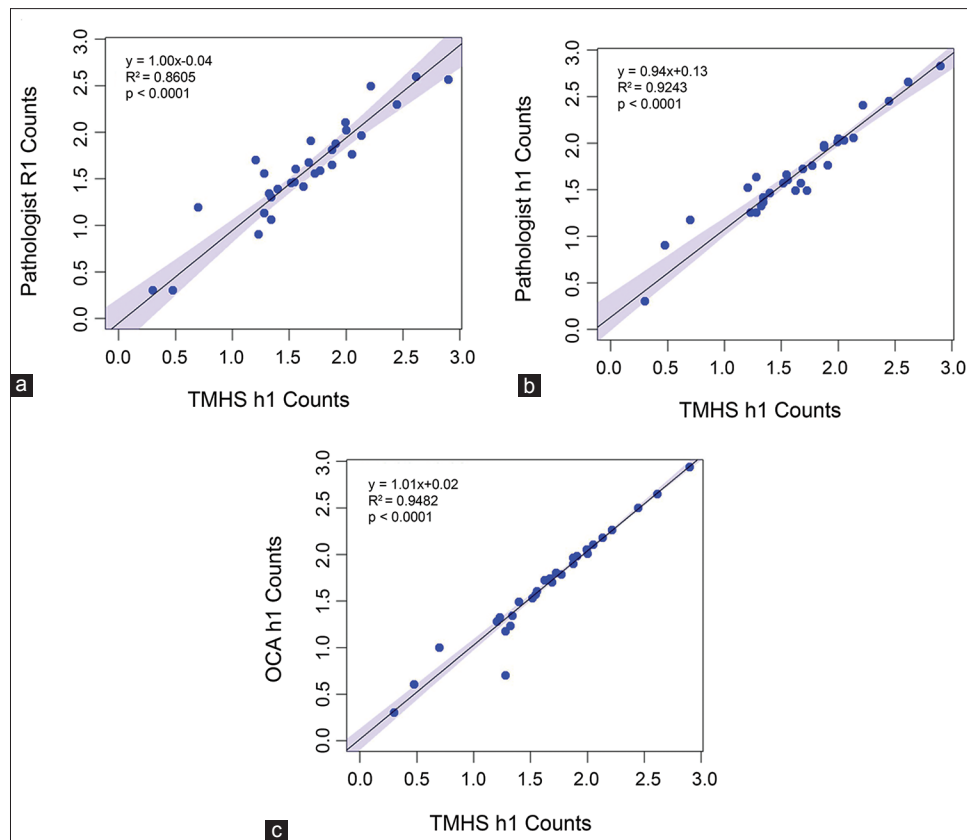 y = 1.00x-0.04
R² = 0.8605
p < 0.0001
Pathologist R1 Counts
3.0
2.5
2.0
1.5
1.0
0.5
0.0
0.0 0.5 1.0 1.5 2.0 2.5 3.0
TMHS h1 Counts
a
y = 0.94x+0.13
R² = 0.9243
p < 0.0001
Pathologist h1 Counts
3.0
2.5
2.0
1.5
1.0
0.5
0.0
0.0 0.5 1.0 1.5 2.0 2.5 3.0
TMHS h1 Counts
b
y = 1.01x+0.02
R² = 0.9482
p < 0.0001
OCA h1 Counts
3.0
2.5
2.0
1.5
1.0
0.5
0.0
0.0 0.5 1.0 1.5 2.0 2.5 3.0
TMHS h1 Counts
c